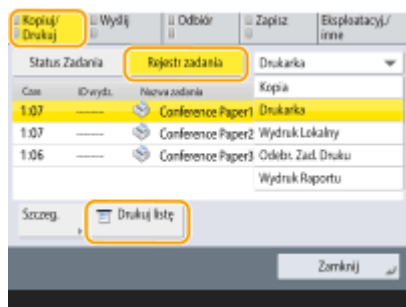 Kopiuj/ Drukuj
Wyślij
Odbiór
Zapisz
Eksploatacyj./ inne
Status Zadania
Rejestr zadania
Drukarka
Czas
ID wydz.
Nazwa zadania
Kopia
1:07 ------- Conference Paper1 Drukarka
1:07 ------- Conference Paper2 Wydruk Lokalny
1:06 ------- Conference Paper3 Odebr. Zad. Druku
Wydruk Raportu
Szczeg.
Drukuj listę
Zamknij